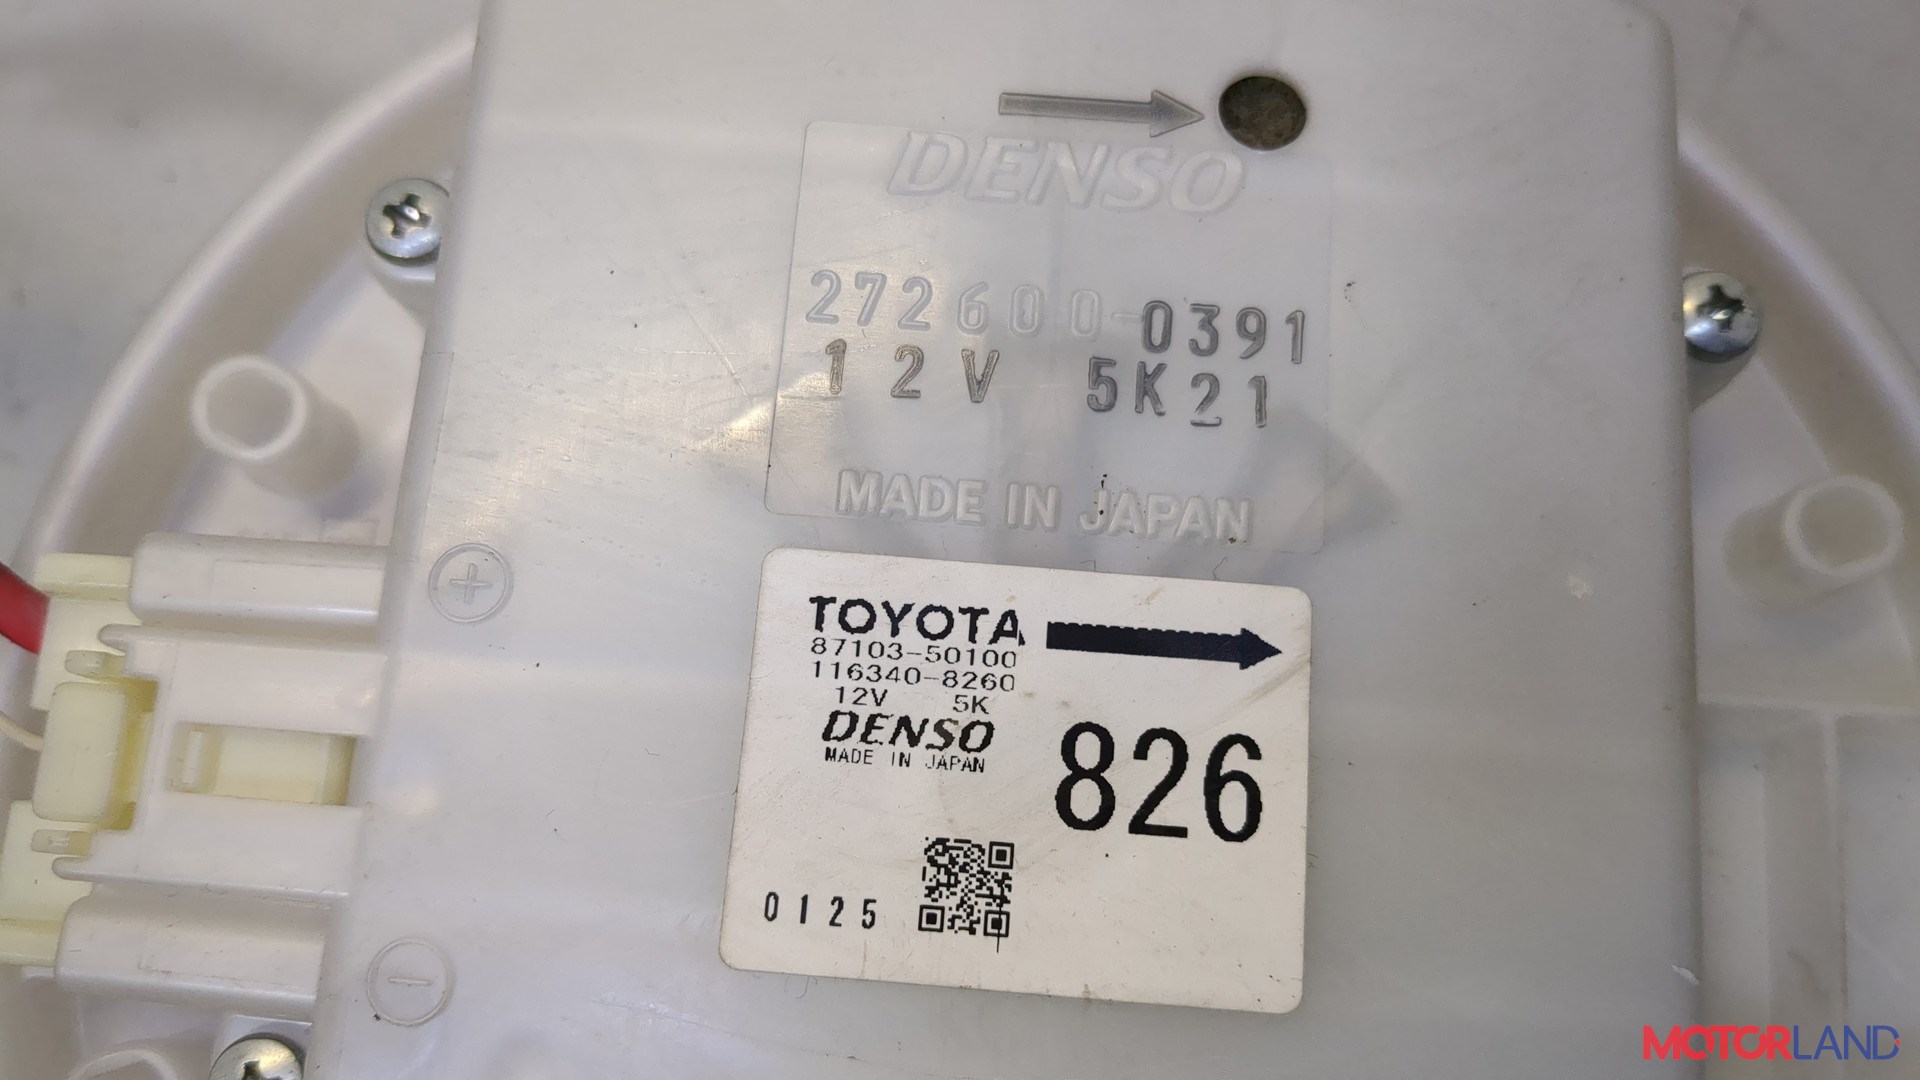 DENSO
272600-0391
12V 5K21
MADE IN JAPAN
TOYOTA
87103-50100
116340-8260
12V 5K
DENSO
MADE IN JAPAN
826
0125
MOTORLAND